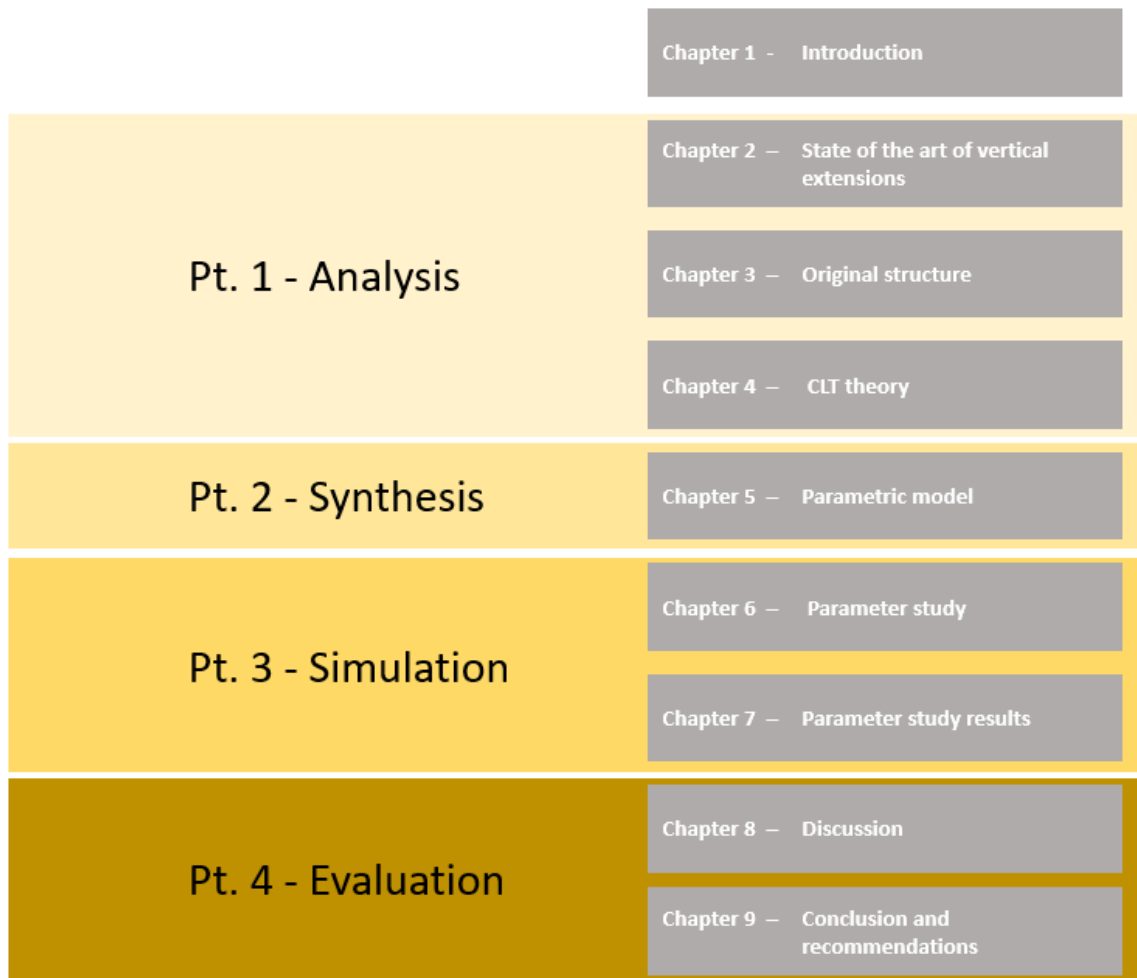 Chapter 1 - Introduction
Pt. 1 - Analysis
Chapter 2 – State of the art of vertical
extensions
Chapter 3 – Original structure
Chapter 4 – CLT theory
Pt. 2 - Synthesis
Chapter 5 – Parametric model
Pt. 3 - Simulation
Chapter 6 – Parameter study
Chapter 7 – Parameter study results
Pt. 4 - Evaluation
Chapter 8 – Discussion
Chapter 9 – Conclusion and
recommendations